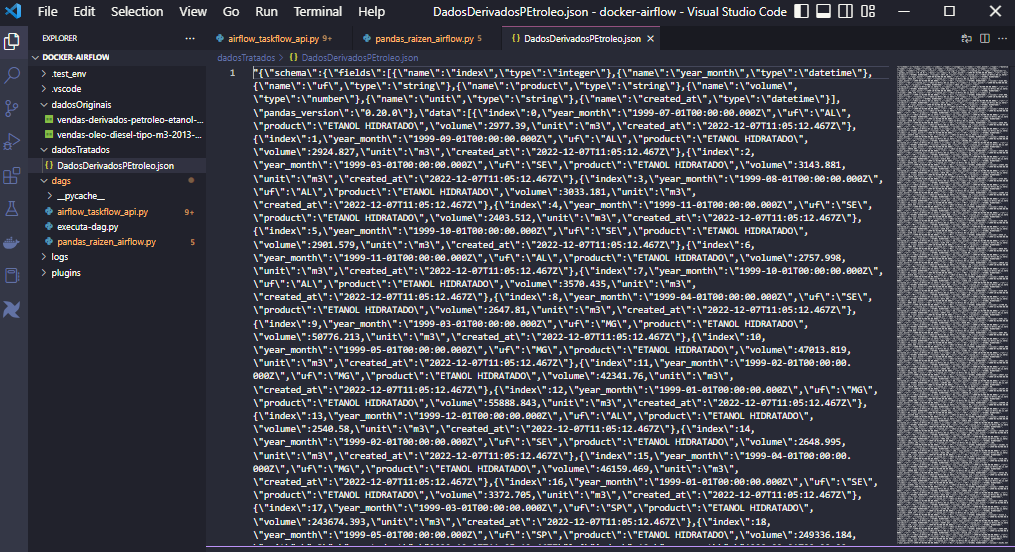 File Edit Selection View Go Run Terminal Help DadosDerivadosPEtroleo.json - docker-airflow - Visual Studio Code
EXPLORER ···
airflow_taskflow_api.py 9+
pandas_raizen_airflow.py 5
{} DadosDerivadosPEtroleo.json ×
DOCKER-AIRFLOW
.test_env
.vscode
dadosOriginais
vendas-derivados-petroleo-etanol-...
vendas-oleo-diesel-tipo-m3-2013-...
dadosTratados
{} DadosDerivadosPEtroleo.json
dags
__pycache__
airflow_taskflow_api.py 9+
executa-dag.py
pandas_raizen_airflow.py 5
logs
plugins
dadosTratados > {} DadosDerivadosPEtroleo.json
1 "{\"schema\":{\"fields\":[{\"name\":\"index\",\"type\":\"integer\"},{\"name\":\"year_month\",\"type\":\"datetime\"},
{\"name\":\"uf\",\"type\":\"string\"},{\"name\":\"product\",\"type\":\"string\"},{\"name\":\"volume\",
\"type\":\"number\"},{\"name\":\"unit\",\"type\":\"string\"},{\"name\":\"created_at\",\"type\":\"datetime\"}],
\"pandas_version\":\"0.20.0\"},\"data\":[{\"index\":0,\"year_month\":\"1999-07-01T00:00:00.000Z\",\"uf\":\"AL\",
\"product\":\"ETANOL HIDRATADO\",\"volume\":2977.39,\"unit\":\"m3\",\"created_at\":\"2022-12-07T11:05:12.467Z\"},
{\"index\":1,\"year_month\":\"1999-09-01T00:00:00.000Z\",\"uf\":\"AL\",\"product\":\"ETANOL HIDRATADO\",
\"volume\":2924.827,\"unit\":\"m3\",\"created_at\":\"2022-12-07T11:05:12.467Z\"},{\"index\":2,
\"year_month\":\"1999-03-01T00:00:00.000Z\",\"uf\":\"SE\",\"product\":\"ETANOL HIDRATADO\",\"volume\":3143.881,
\"unit\":\"m3\",\"created_at\":\"2022-12-07T11:05:12.467Z\"},{\"index\":3,\"year_month\":\"1999-08-01T00:00:00.000Z\",
\"uf\":\"AL\",\"product\":\"ETANOL HIDRATADO\",\"volume\":3033.181,\"unit\":\"m3\",
\"created_at\":\"2022-12-07T11:05:12.467Z\"},{\"index\":4,\"year_month\":\"1999-11-01T00:00:00.000Z\",\"uf\":\"SE\",
\"product\":\"ETANOL HIDRATADO\",\"volume\":2403.512,\"unit\":\"m3\",\"created_at\":\"2022-12-07T11:05:12.467Z\"},
{\"index\":5,\"year_month\":\"1999-10-01T00:00:00.000Z\",\"uf\":\"SE\",\"product\":\"ETANOL HIDRATADO\",
\"volume\":2901.579,\"unit\":\"m3\",\"created_at\":\"2022-12-07T11:05:12.467Z\"},{\"index\":6,
\"year_month\":\"1999-11-01T00:00:00.000Z\",\"uf\":\"AL\",\"product\":\"ETANOL HIDRATADO\",\"volume\":2757.998,
\"unit\":\"m3\",\"created_at\":\"2022-12-07T11:05:12.467Z\"},{\"index\":7,\"year_month\":\"1999-10-01T00:00:00.000Z\",
\"uf\":\"AL\",\"product\":\"ETANOL HIDRATADO\",\"volume\":3570.435,\"unit\":\"m3\",
\"created_at\":\"2022-12-07T11:05:12.467Z\"},{\"index\":8,\"year_month\":\"1999-04-01T00:00:00.000Z\",\"uf\":\"SE\",
\"product\":\"ETANOL HIDRATADO\",\"volume\":2647.81,\"unit\":\"m3\",\"created_at\":\"2022-12-07T11:05:12.467Z\"},
{\"index\":9,\"year_month\":\"1999-03-01T00:00:00.000Z\",\"uf\":\"MG\",\"product\":\"ETANOL HIDRATADO\",
\"volume\":50776.213,\"unit\":\"m3\",\"created_at\":\"2022-12-07T11:05:12.467Z\"},{\"index\":10,
\"year_month\":\"1999-05-01T00:00:00.000Z\",\"uf\":\"MG\",\"product\":\"ETANOL HIDRATADO\",\"volume\":47013.819,
\"unit\":\"m3\",\"created_at\":\"2022-12-07T11:05:12.467Z\"},{\"index\":11,\"year_month\":\"1999-02-01T00:00:00.
000Z\",\"uf\":\"MG\",\"product\":\"ETANOL HIDRATADO\",\"volume\":42341.76,\"unit\":\"m3\",
\"created_at\":\"2022-12-07T11:05:12.467Z\"},{\"index\":12,\"year_month\":\"1999-01-01T00:00:00.000Z\",\"uf\":\"MG\",
\"product\":\"ETANOL HIDRATADO\",\"volume\":55888.843,\"unit\":\"m3\",\"created_at\":\"2022-12-07T11:05:12.467Z\"},
{\"index\":13,\"year_month\":\"1999-12-01T00:00:00.000Z\",\"uf\":\"AL\",\"product\":\"ETANOL HIDRATADO\",
\"volume\":2540.58,\"unit\":\"m3\",\"created_at\":\"2022-12-07T11:05:12.467Z\"},{\"index\":14,
\"year_month\":\"1999-02-01T00:00:00.000Z\",\"uf\":\"SE\",\"product\":\"ETANOL HIDRATADO\",\"volume\":2648.995,
\"unit\":\"m3\",\"created_at\":\"2022-12-07T11:05:12.467Z\"},{\"index\":15,\"year_month\":\"1999-04-01T00:00:00.
000Z\",\"uf\":\"MG\",\"product\":\"ETANOL HIDRATADO\",\"volume\":46159.469,\"unit\":\"m3\",
\"created_at\":\"2022-12-07T11:05:12.467Z\"},{\"index\":16,\"year_month\":\"1999-01-01T00:00:00.000Z\",\"uf\":\"SE\",
\"product\":\"ETANOL HIDRATADO\",\"volume\":3372.705,\"unit\":\"m3\",\"created_at\":\"2022-12-07T11:05:12.467Z\"},
{\"index\":17,\"year_month\":\"1999-03-01T00:00:00.000Z\",\"uf\":\"SP\",\"product\":\"ETANOL HIDRATADO\",
\"volume\":243674.393,\"unit\":\"m3\",\"created_at\":\"2022-12-07T11:05:12.467Z\"},{\"index\":18,
\"year_month\":\"1999-05-01T00:00:00.000Z\",\"uf\":\"SP\",\"product\":\"ETANOL HIDRATADO\",\"volume\":249336.184,